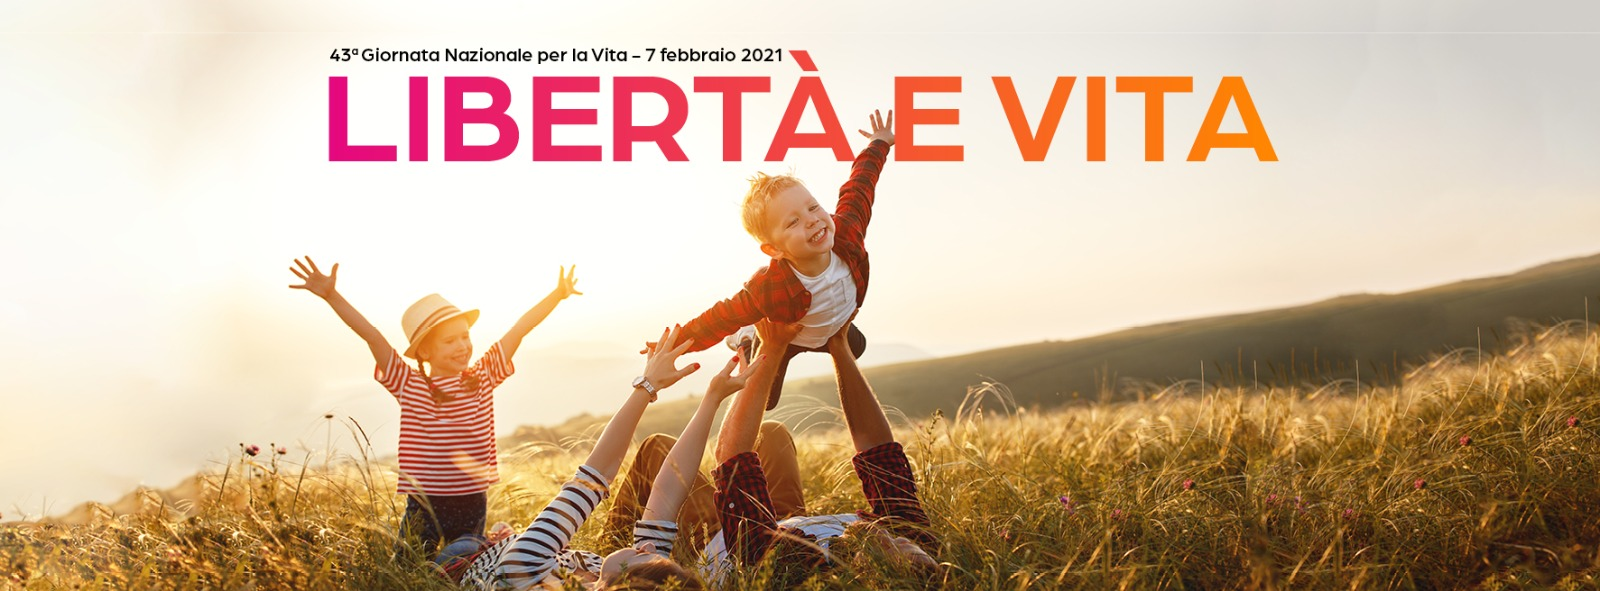 43ª Giornata Nazionale per la Vita – 7 febbraio 2021
LIBERTÀ E VITA